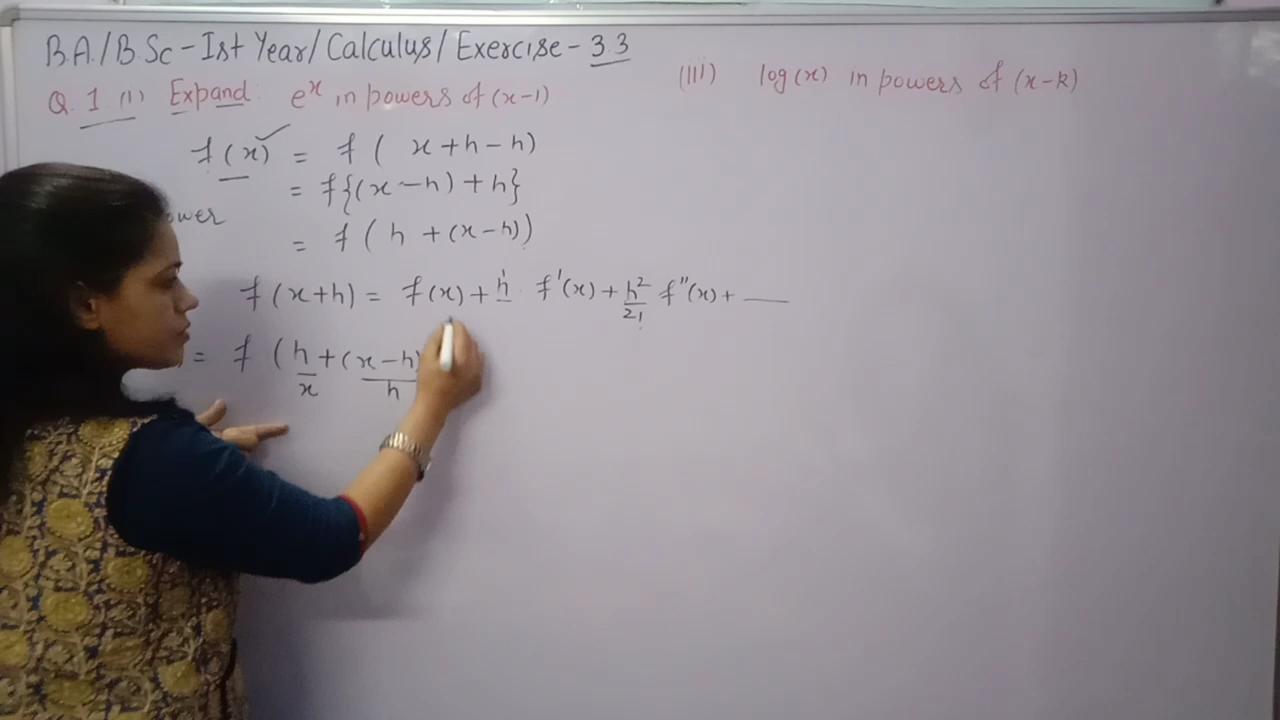 B.A./B.Sc - Ist Year/Calculus/Exercise - 3.3
Q.1 (i) Expand: e^x in powers of (x-1)
(iii) log(x) in powers of (x-k)
f(x) = f( x+h-h)
= f{(x-h)+h}
= f(h+(x-h))
f(x+h) = f(x) + h f'(x) + h²/2! f''(x) + ___
= f(h+(x-h)
x h